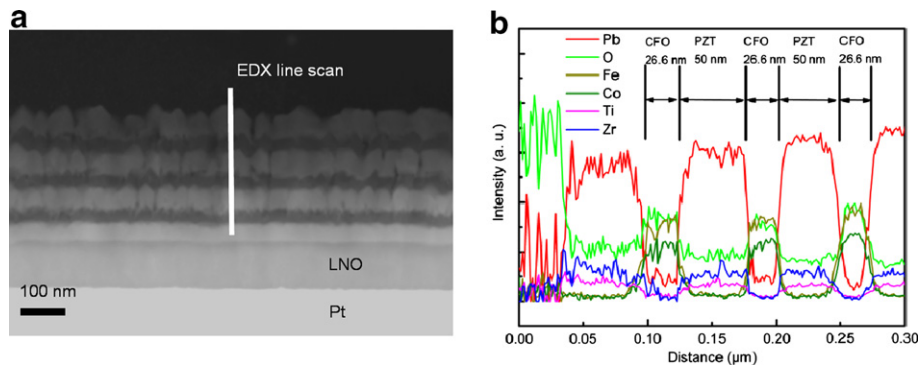 a
EDX line scan
LNO
100 nm
Pt
b
Pb
O
Fe
Co
Ti
Zr
CFO PZT CFO PZT CFO
26.6 nm 50 nm 26.6 nm 50 nm 26.6 nm
Intensity (a. u.)
0.00 0.05 0.10 0.15 0.20 0.25 0.30
Distance (μm)